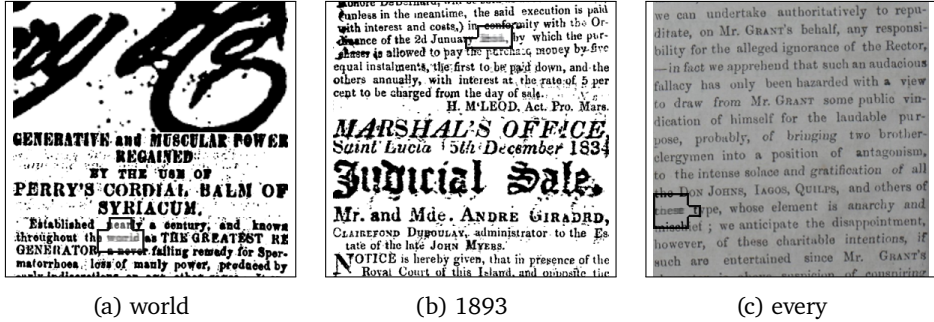 GENERATIVE and MUSCULAR POWER
REGAINED
BY THE USE OF
PERRY'S CORDIAL BALM OF
SYRIACUM.
Established nearly a century, and known
throughout the world as THE GREATEST RE
GENERATOR, a never failing remedy for Sper-
matorrhoea, loss of manly power, produced by
(a) world
(unless in the meantime, the said execution is paid
with interest and costs,) in conformity with the Or-
dinance of the 2d January by which the pur-
chaser is allowed to pay the purchase money by five
equal instalments, the first to be paid down, and the
others annually, with interest at the rate of 5 per
cent to be charged from the day of sale.
H. M'LEOD, Act. Pro. Mars.
MARSHAL'S OFFICE,
Saint Lucia 15th December 1834
Judicial Sale.
Mr. and Mde. ANDRE GIRADRD,
CLAIREFOND DUBOULAY, administrator to the Es
tate of the late JOHN MYERS.
NOTICE is hereby given, that in presence of the
Royal Court of this Island, and opposite the
(b) 1893
we can undertake authoritatively to repu-
ditate, on Mr. GRANT'S behalf, any responsi-
bility for the alleged ignorance of the Rector,
—in fact we apprehend that such an audacious
fallacy has only been hazarded with a view
to draw from Mr. GRANT some public vin-
dication of himself for the laudable pur-
pose, probably, of bringing two brother-
clergymen into a position of antagonism,
to the intense solace and gratification of all
the DON JOHNS, IAGOS, QUILPS, and others of
type, whose element is anarchy and
mischief; we anticipate the disappointment,
however, of these charitable intentions, if
such are entertained since Mr. GRANT'S
suspicion of conspiring
(c) every